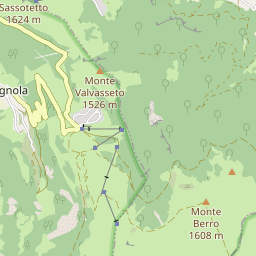 Sassotetto
1624 m
Monte
Valvasseto
1526 m
gnola
Monte
Berro
1608 m